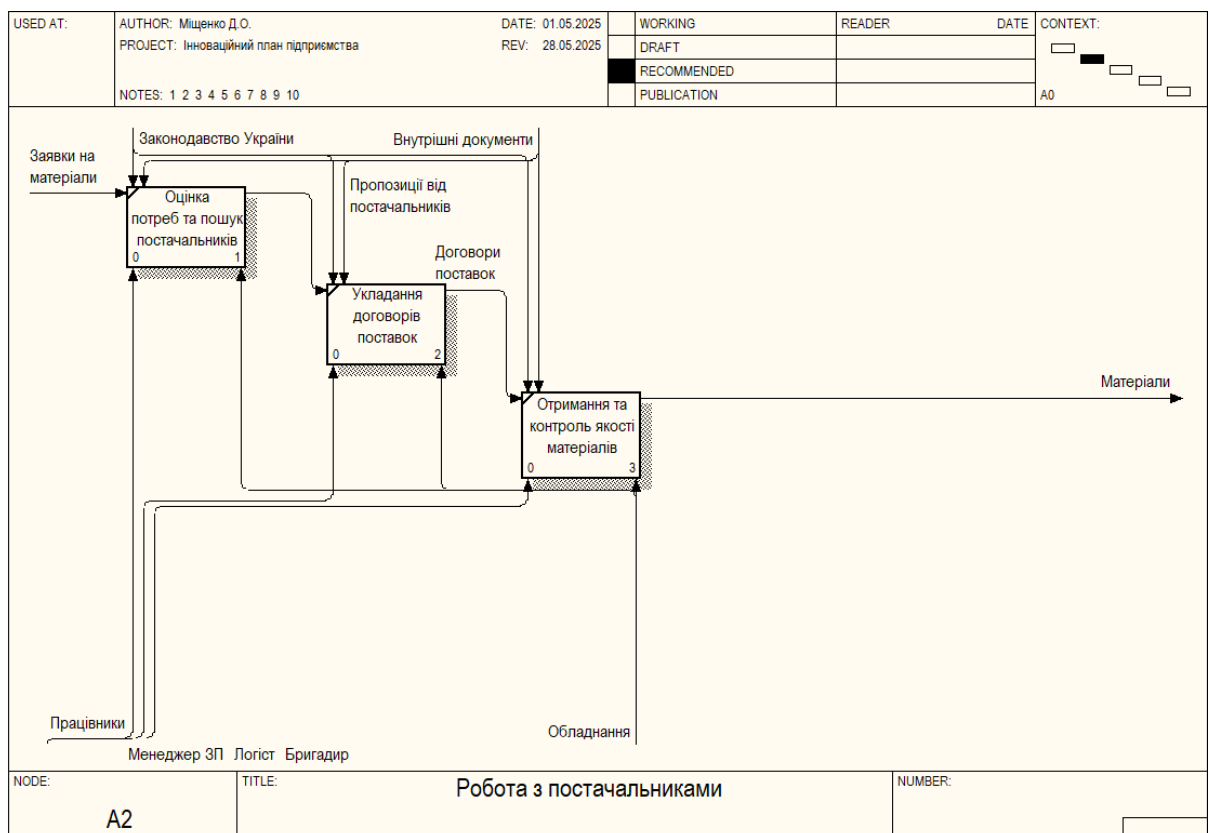 USED AT:
AUTHOR: Міщенко Д.О.
DATE: 01.05.2025
PROJECT: Інноваційний план підприємства
REV: 28.05.2025
NOTES: 1 2 3 4 5 6 7 8 9 10
WORKING
DRAFT
RECOMMENDED
PUBLICATION
READER
DATE
CONTEXT:
A0
Законодавство України
Внутрішні документи
Заявки на
матеріали
Оцінка
потреб та пошук
постачальників
0 1
Пропозиції від
постачальників
Договори
поставок
Укладання
договорів
поставок
0 2
Отримання та
контроль якості
матеріалів
0 3
Матеріали
Працівники
Обладнання
Менеджер ЗП Логіст Бригадир
NODE:
A2
TITLE:
Робота з постачальниками
NUMBER: